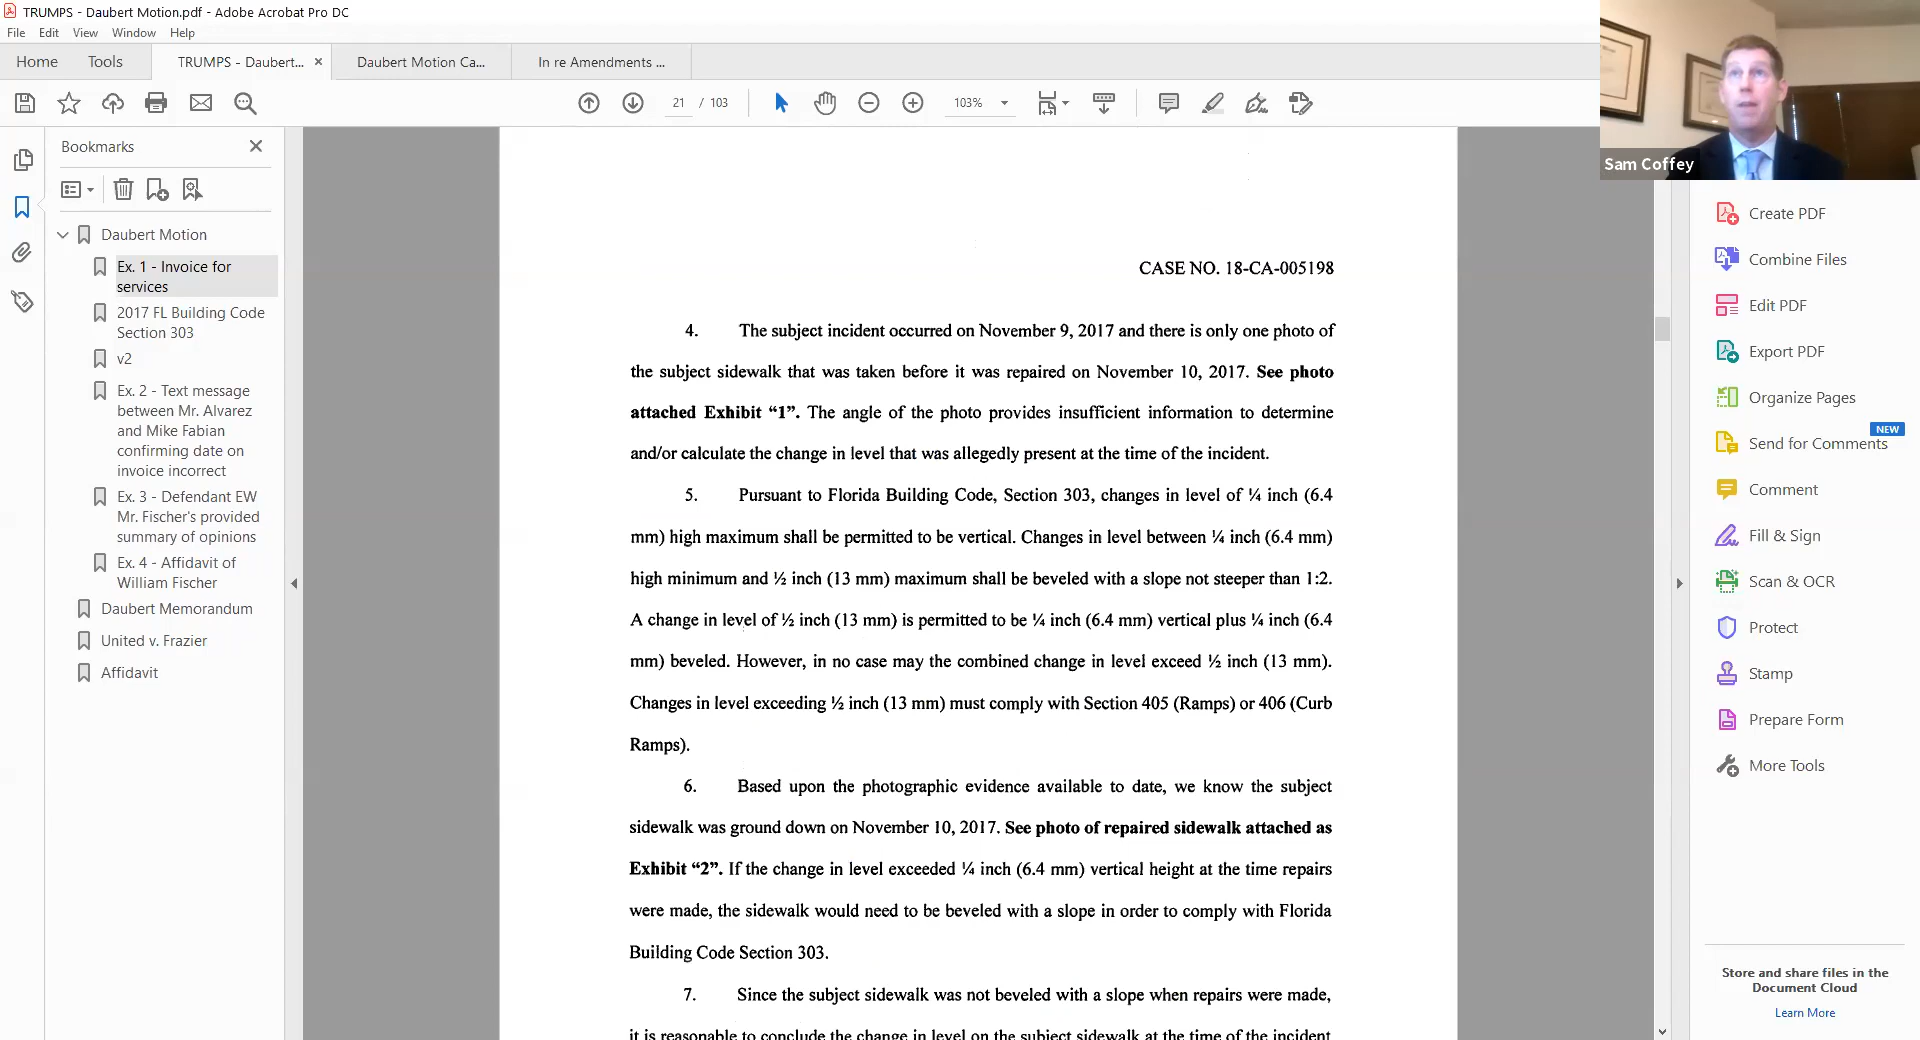 TRUMPS - Daubert Motion.pdf - Adobe Acrobat Pro DC
File Edit View Window Help
Home Tools TRUMPS - Daubert... × Daubert Motion Ca... In re Amendments ...
21 / 103 103%
Sam Coffey
Bookmarks
Daubert Motion
Ex. 1 - Invoice for
services
2017 FL Building Code
Section 303
v2
Ex. 2 - Text message
between Mr. Alvarez
and Mike Fabian
confirming date on
invoice incorrect
Ex. 3 - Defendant EW
Mr. Fischer's provided
summary of opinions
Ex. 4 - Affidavit of
William Fischer
Daubert Memorandum
United v. Frazier
Affidavit
CASE NO. 18-CA-005198
4. The subject incident occurred on November 9, 2017 and there is only one photo of
the subject sidewalk that was taken before it was repaired on November 10, 2017. See photo
attached Exhibit “1”. The angle of the photo provides insufficient information to determine
and/or calculate the change in level that was allegedly present at the time of the incident.
5. Pursuant to Florida Building Code, Section 303, changes in level of ¼ inch (6.4
mm) high maximum shall be permitted to be vertical. Changes in level between ¼ inch (6.4 mm)
high minimum and ½ inch (13 mm) maximum shall be beveled with a slope not steeper than 1:2.
A change in level of ½ inch (13 mm) is permitted to be ¼ inch (6.4 mm) vertical plus ¼ inch (6.4
mm) beveled. However, in no case may the combined change in level exceed ½ inch (13 mm).
Changes in level exceeding ½ inch (13 mm) must comply with Section 405 (Ramps) or 406 (Curb
Ramps).
6. Based upon the photographic evidence available to date, we know the subject
sidewalk was ground down on November 10, 2017. See photo of repaired sidewalk attached as
Exhibit “2”. If the change in level exceeded ¼ inch (6.4 mm) vertical height at the time repairs
were made, the sidewalk would need to be beveled with a slope in order to comply with Florida
Building Code Section 303.
7. Since the subject sidewalk was not beveled with a slope when repairs were made,
it is reasonable to conclude the change in level on the subject sidewalk at the time of the incident
Create PDF
Combine Files
Edit PDF
Export PDF
Organize Pages
NEW
Send for Comments
Comment
Fill & Sign
Scan & OCR
Protect
Stamp
Prepare Form
More Tools
Store and share files in the
Document Cloud
Learn More